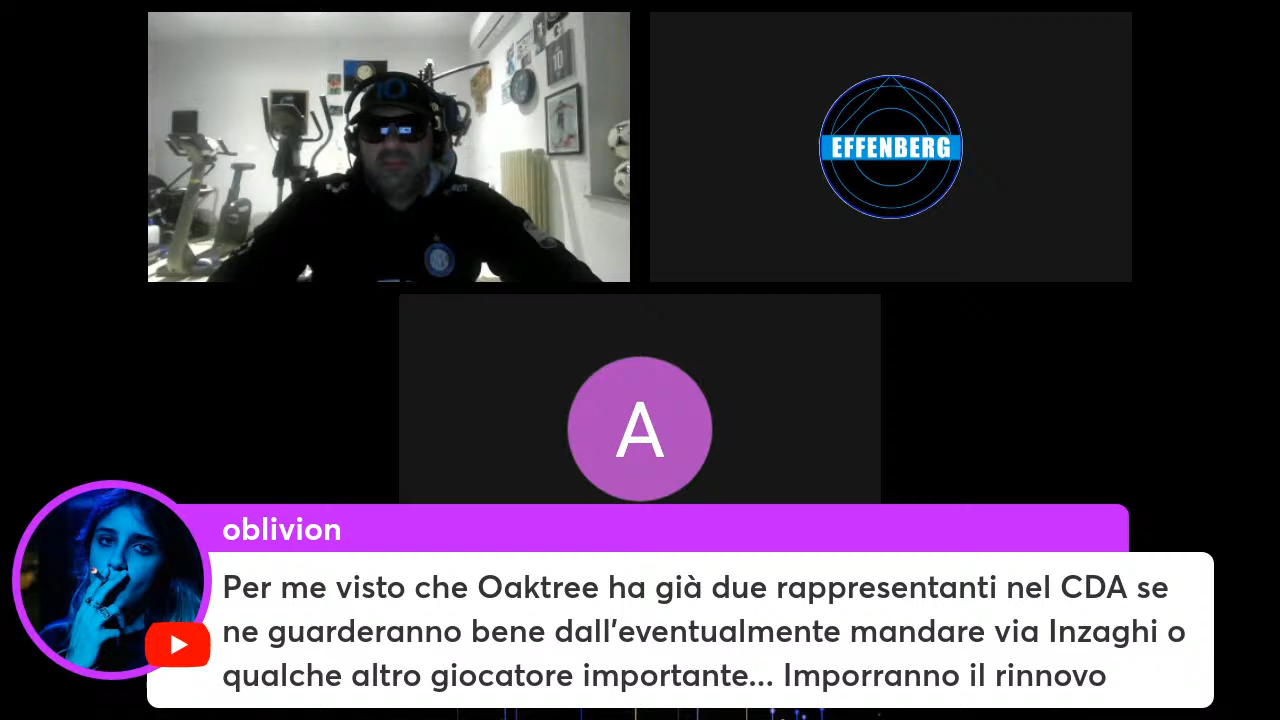 10
EFFENBERG
A
oblivion
Per me visto che Oaktree ha già due rappresentanti nel CDA se
ne guarderanno bene dall'eventualmente mandare via Inzaghi o
qualche altro giocatore importante... Imporranno il rinnovo